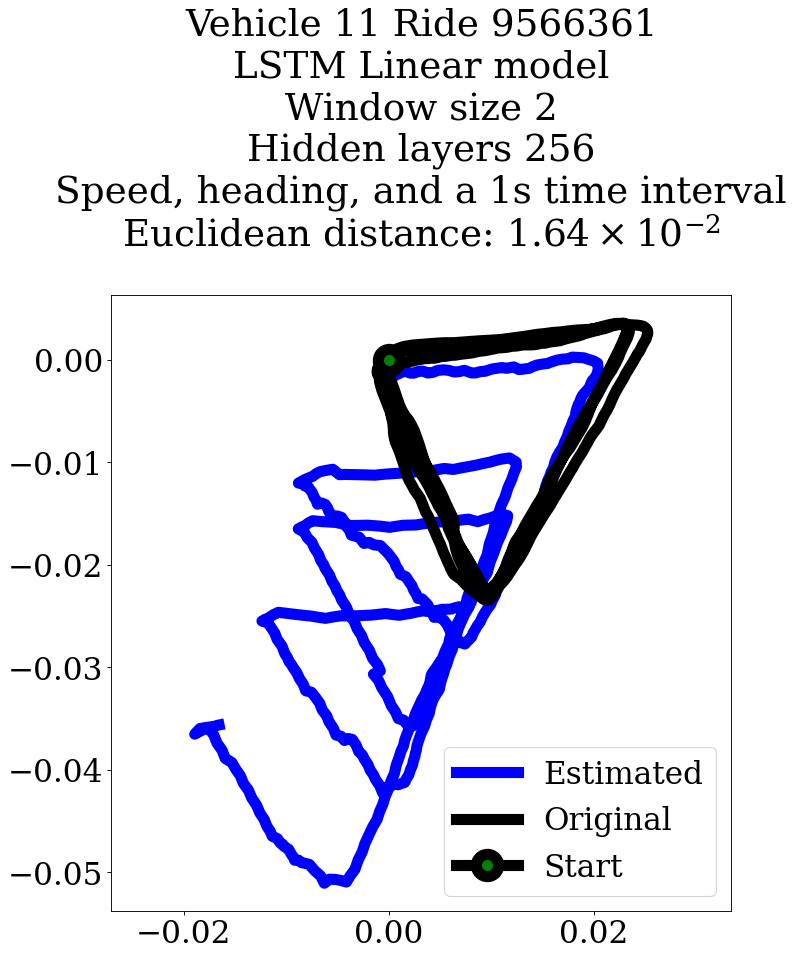 Vehicle 11 Ride 9566361
LSTM Linear model
Window size 2
Hidden layers 256
Speed, heading, and a 1s time interval
Euclidean distance: 1.64 × 10⁻²
0.00
−0.01
−0.02
−0.03
−0.04
−0.05
Estimated
Original
Start
−0.02 0.00 0.02